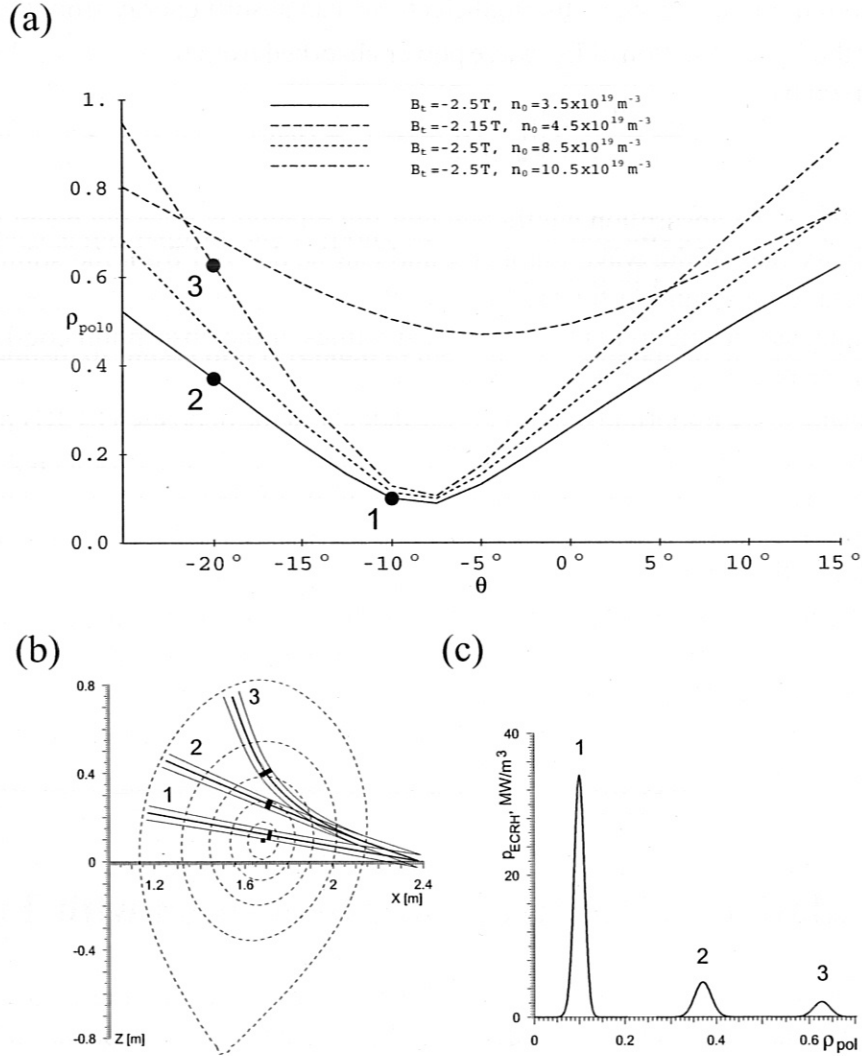 (a)
B_t=-2.5T, n_0=3.5x10^19 m^-3
B_t=-2.15T, n_0=4.5x10^19 m^-3
B_t=-2.5T, n_0=8.5x10^19 m^-3
B_t=-2.5T, n_0=10.5x10^19 m^-3
1.
0.8
0.6
ρ_pol0
0.4
0.2
0.0
3
2
1
-20° -15° -10° -5° 0° 5° 10° 15°
θ
(b)
0.8
0.4
0
-0.4
-0.8
3
2
1
1.2 1.6 2 2.4
X [m]
Z [m]
(c)
p_ECRH, MW/m^3
40
20
0
1
2
3
0 0.2 0.4 0.6 ρ_pol